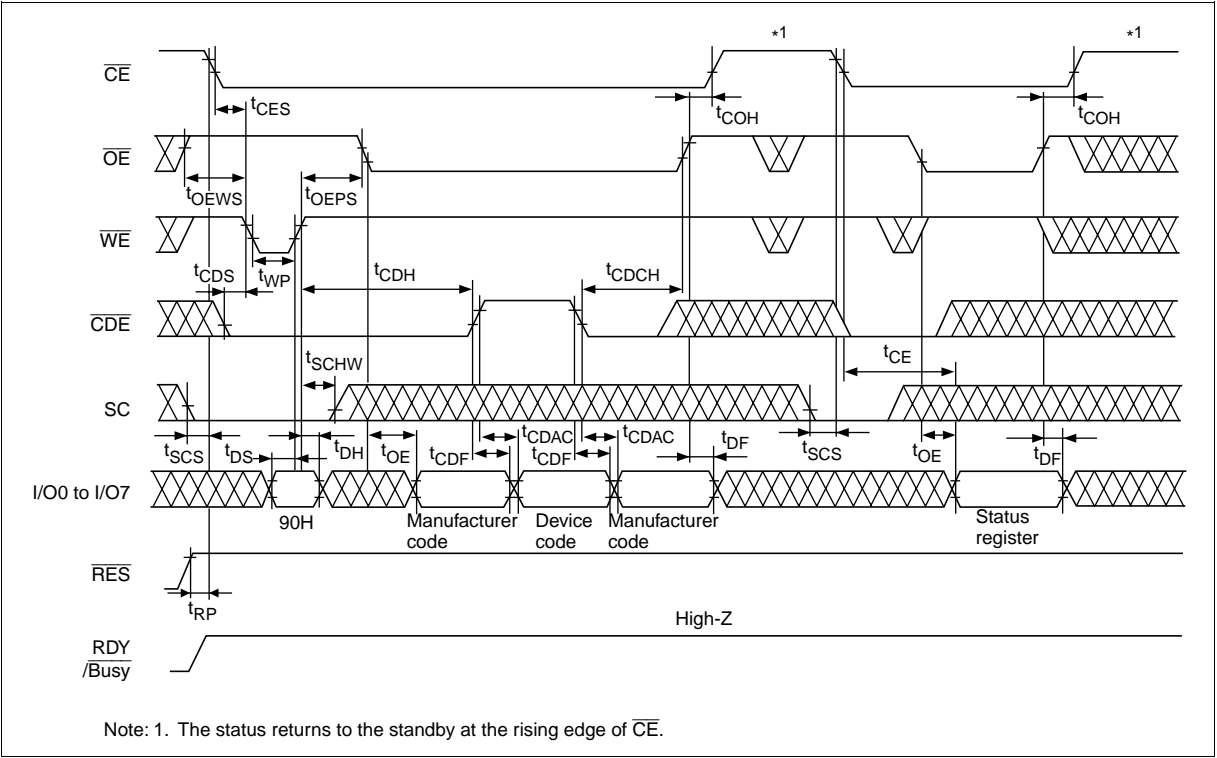 *1 *1
CE
tCES tCOH tCOH
OE
tOEWS tOEPS
WE
tCDS tWP tCDH tCDCH
CDE
tSCHW tCE
SC
tSCS tDS tDH tOE tCDF tCDAC tCDF tCDAC tDF tSCS tOE tDF
I/O0 to I/O7
90H Manufacturer code Device code Manufacturer code Status register
RES
tRP
High-Z
RDY
/Busy
Note: 1. The status returns to the standby at the rising edge of CE.